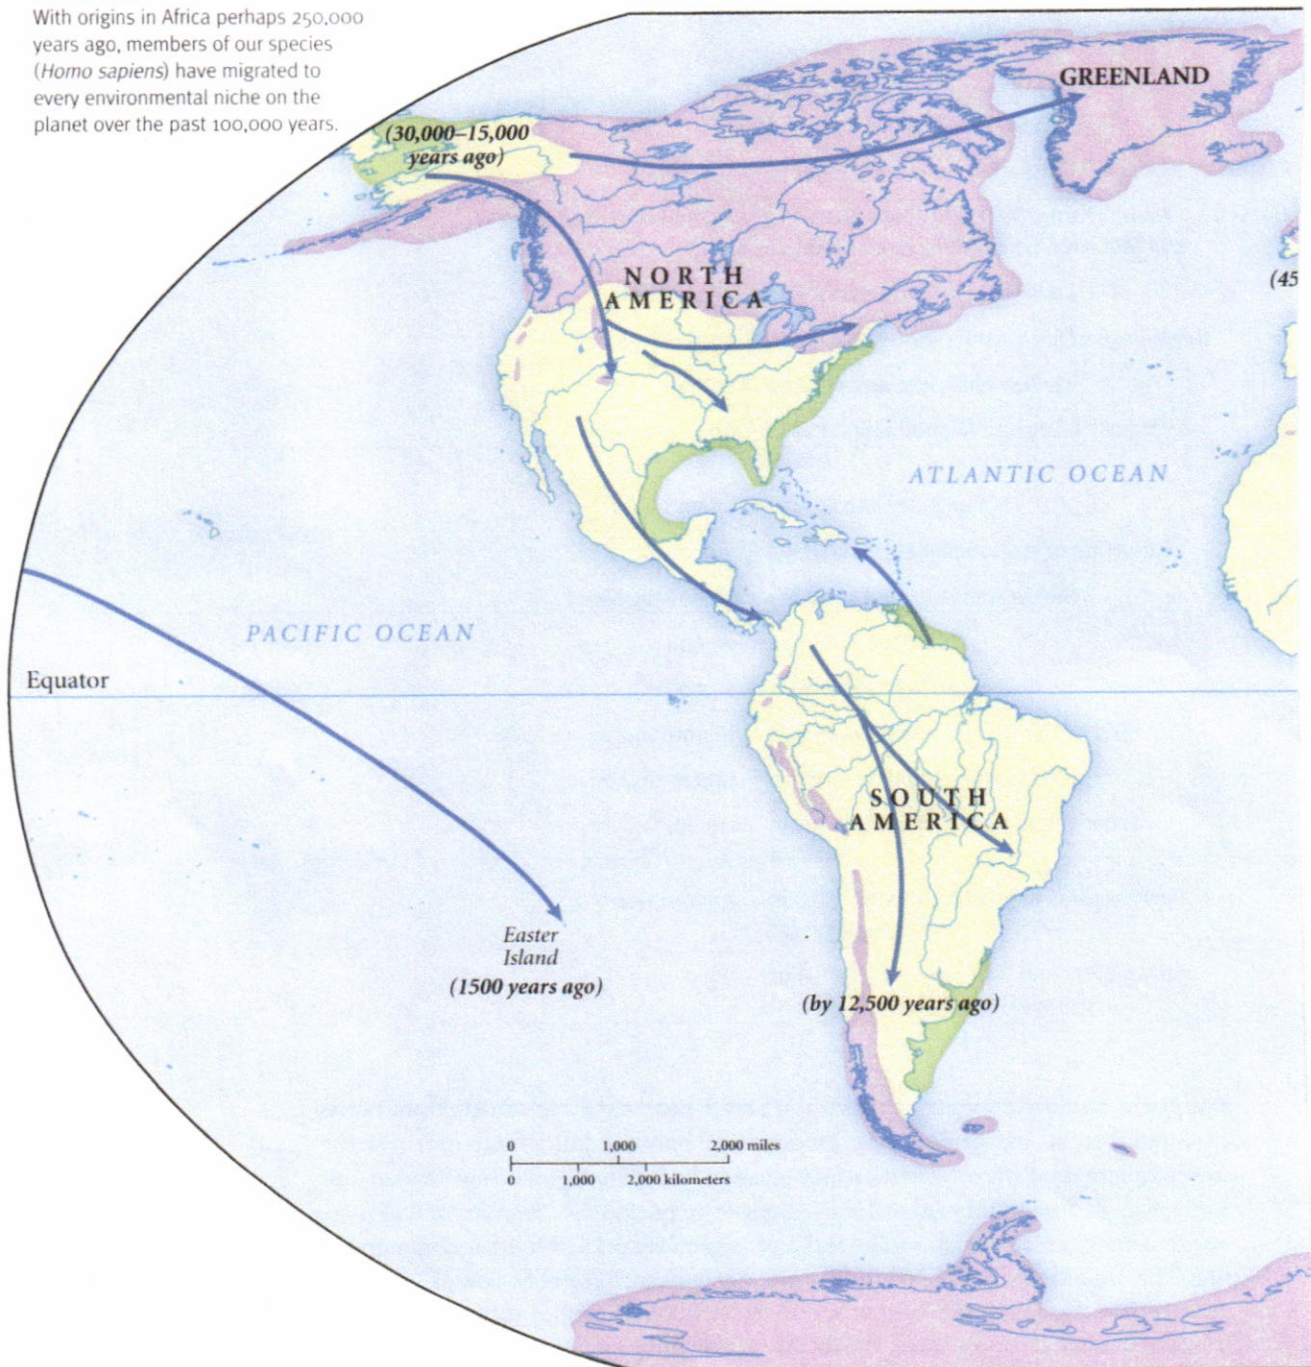 With origins in Africa perhaps 250,000
years ago, members of our species
(Homo sapiens) have migrated to
every environmental niche on the
planet over the past 100,000 years.
GREENLAND
(30,000–15,000
years ago)
NORTH
AMERICA
(45
ATLANTIC OCEAN
PACIFIC OCEAN
Equator
SOUTH
AMERICA
Easter
Island
(1500 years ago)
(by 12,500 years ago)
0 1,000 2,000 miles
0 1,000 2,000 kilometers